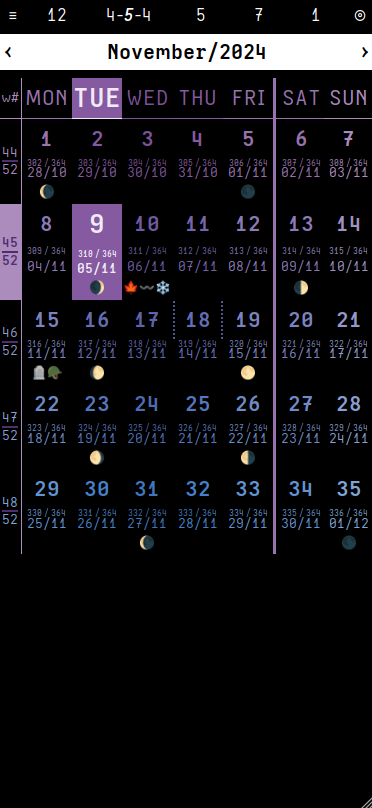 ≡ 12 4-5-4 5 7 1 ◎
‹ November/2024 ›
w# MON TUE WED THU FRI SAT SUN
1 2 3 4 5 6 7
44 302/364 303/364 304/364 305/364 306/364 307/364 308/364
52 28/10 29/10 30/10 31/10 01/11 02/11 03/11
8 9 10 11 12 13 14
45 309/364 310/364 311/364 312/364 313/364 314/364 315/364
52 04/11 05/11 06/11 07/11 08/11 09/11 10/11
15 16 17 18 19 20 21
46 316/364 317/364 318/364 319/364 320/364 321/364 322/364
52 11/11 12/11 13/11 14/11 15/11 16/11 17/11
22 23 24 25 26 27 28
47 323/364 324/364 325/364 326/364 327/364 328/364 329/364
52 18/11 19/11 20/11 21/11 22/11 23/11 24/11
29 30 31 32 33 34 35
48 330/364 331/364 332/364 333/364 334/364 335/364 336/364
52 25/11 26/11 27/11 28/11 29/11 30/11 01/12